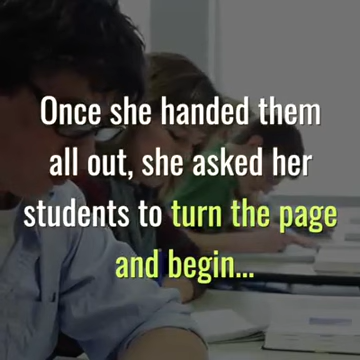 Once she handed them
all out, she asked her
students to turn the page
and begin...